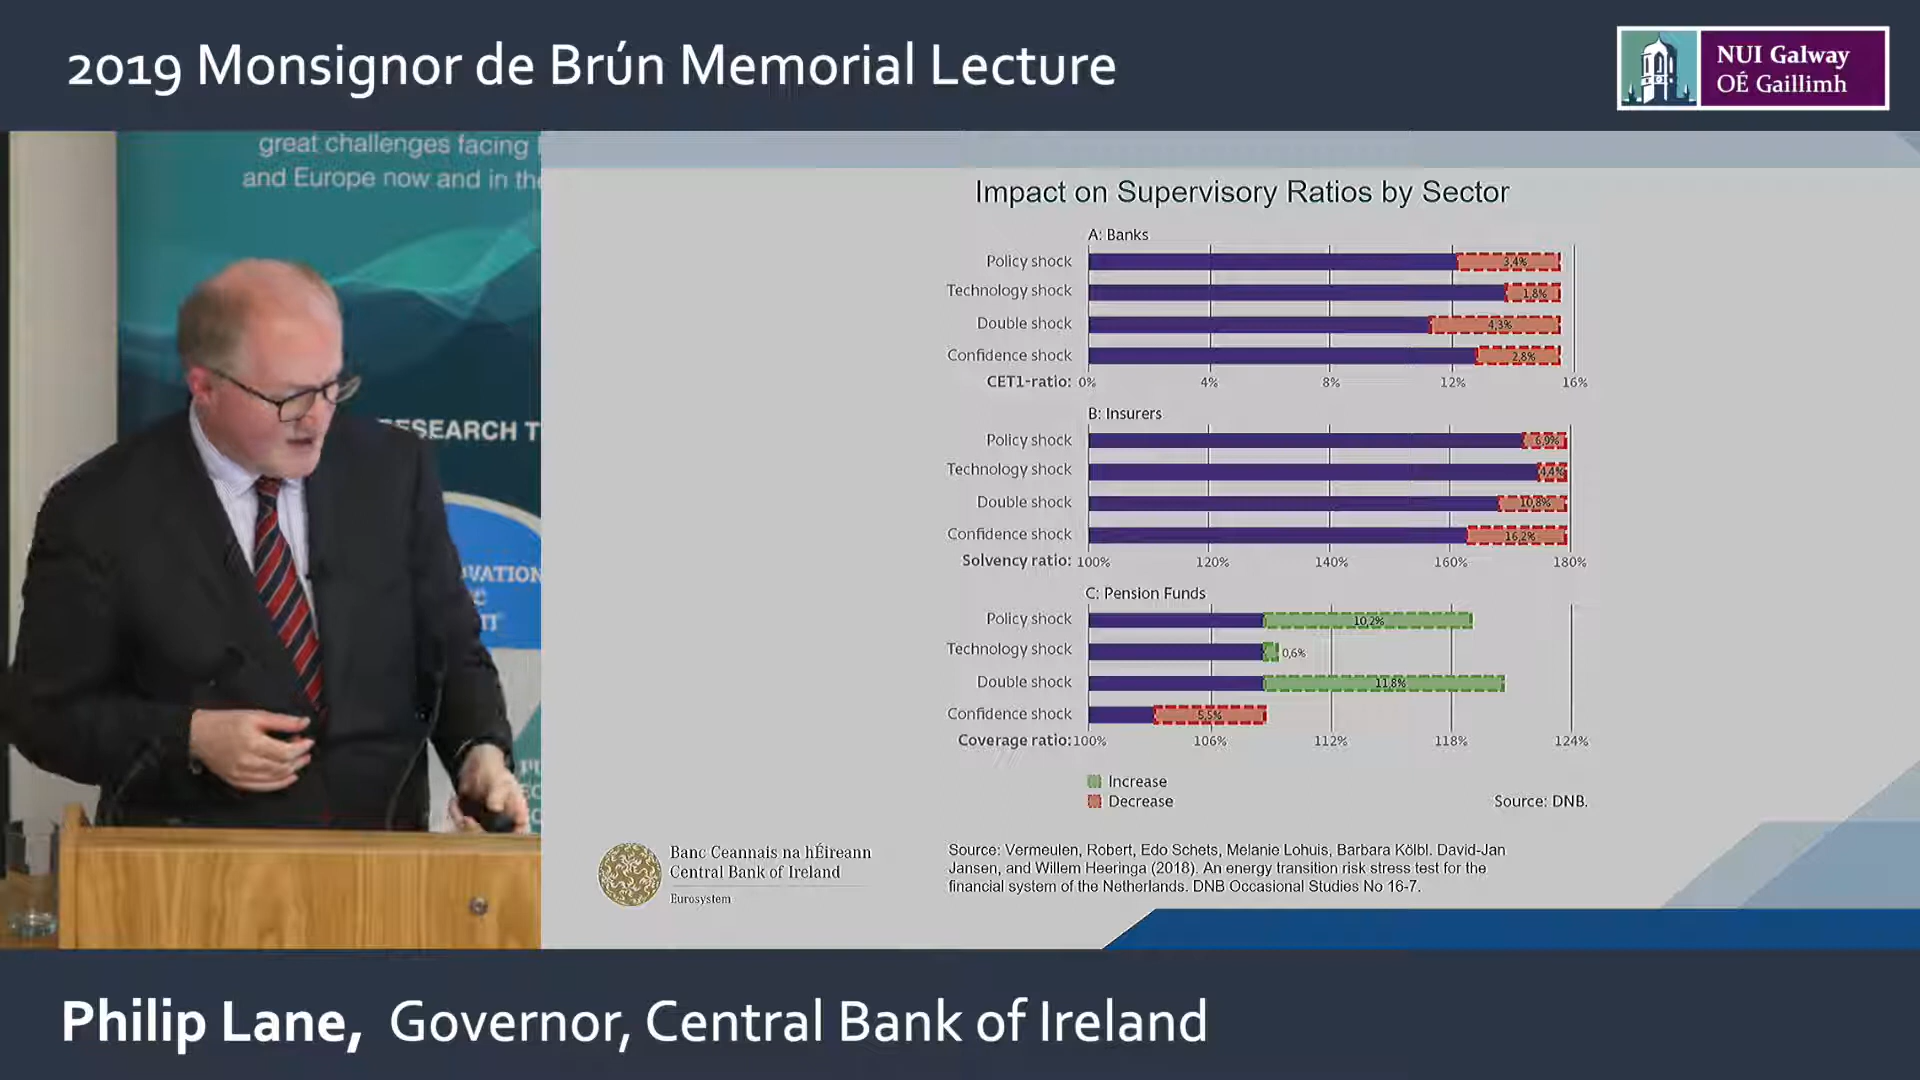 2019 Monsignor de Brún Memorial Lecture
NUI Galway
OÉ Gaillimh
great challenges facing
and Europe now and in the
RESEARCH T
VATION
Impact on Supervisory Ratios by Sector
A: Banks
Policy shock 3,4%
Technology shock 1,8%
Double shock 4,3%
Confidence shock 2,8%
CET1-ratio: 0% 4% 8% 12% 16%
B: Insurers
Policy shock 6,9%
Technology shock 4,4%
Double shock 10,8%
Confidence shock 16,2%
Solvency ratio: 100% 120% 140% 160% 180%
C: Pension Funds
Policy shock 10,2%
Technology shock 0,6%
Double shock 11,8%
Confidence shock 5,5%
Coverage ratio: 100% 106% 112% 118% 124%
Increase
Decrease
Source: DNB.
Banc Ceannais na hÉireann
Central Bank of Ireland
Eurosystem
Source: Vermeulen, Robert, Edo Schets, Melanie Lohuis, Barbara Kölbl. David-Jan
Jansen, and Willem Heeringa (2018). An energy transition risk stress test for the
financial system of the Netherlands. DNB Occasional Studies No 16-7.
Philip Lane, Governor, Central Bank of Ireland